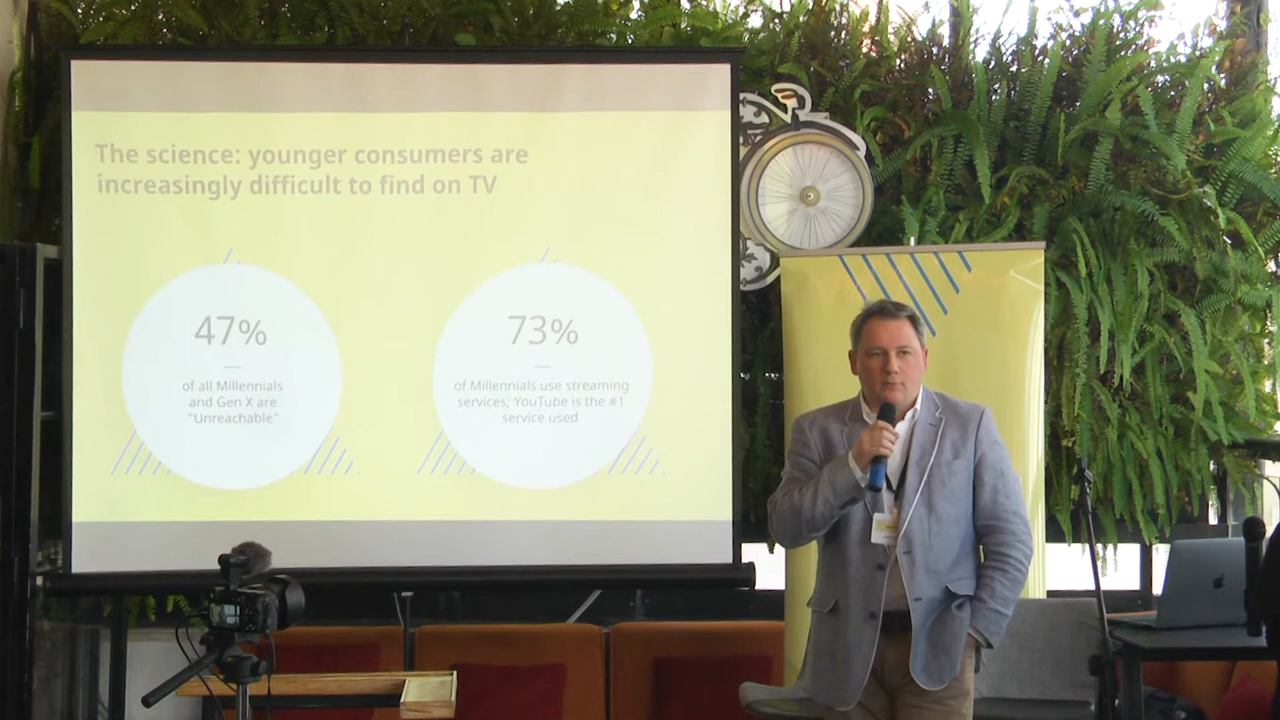 The science: younger consumers are
increasingly difficult to find on TV
47%
of all Millennials
and Gen X are
"Unreachable"
73%
of Millennials use streaming
services; YouTube is the #1
service used